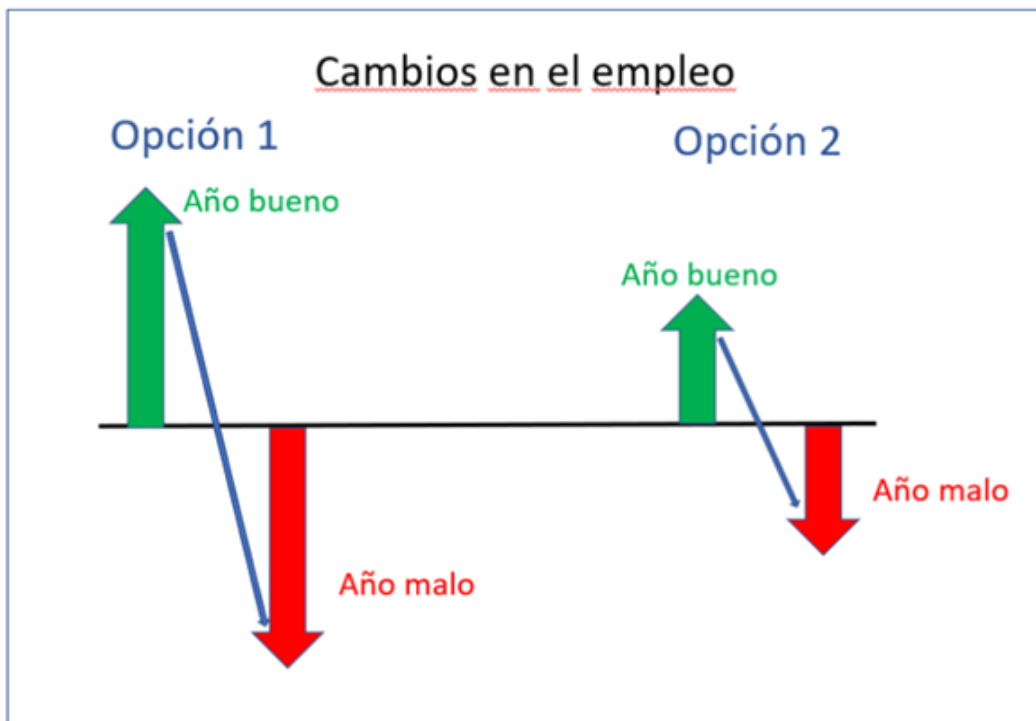 Cambios en el empleo
Opción 1
Opción 2
Año bueno
Año bueno
Año malo
Año malo